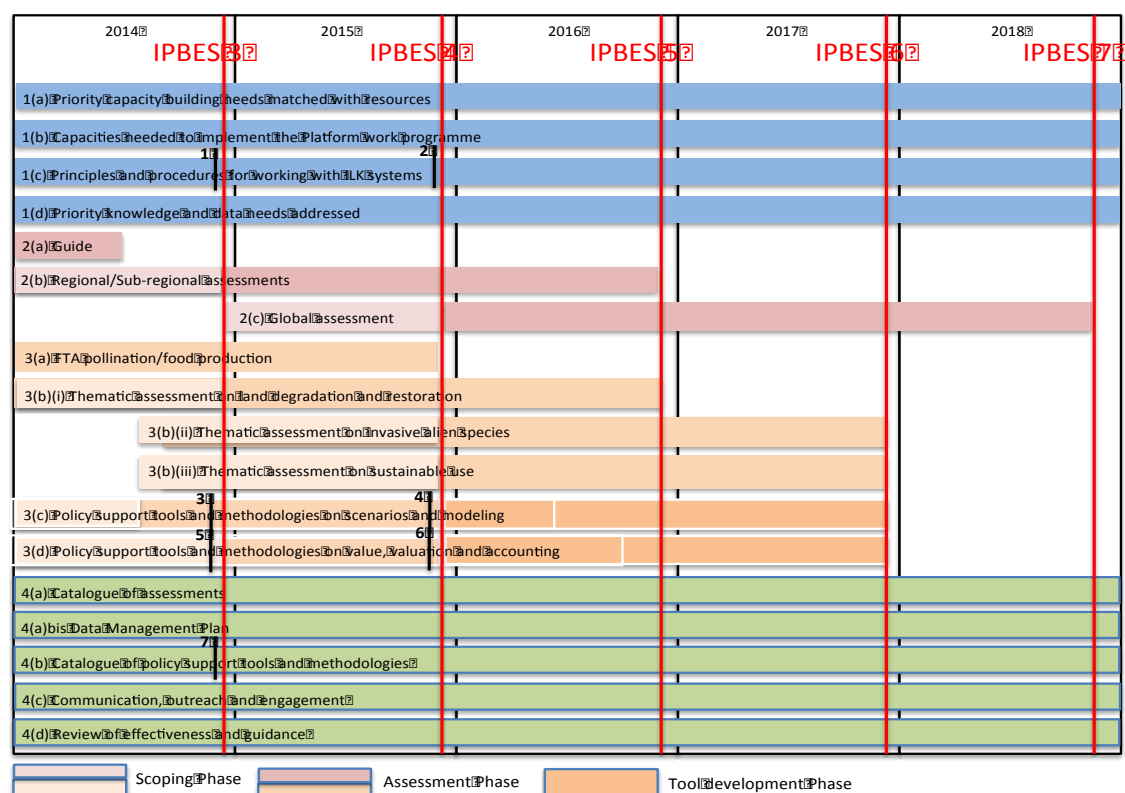 2014 2015 2016 2017 2018
IPBES 3 IPBES 4 IPBES 5 IPBES 6 IPBES 7
1(a) Priority capacity building needs matched with resources
1(b) Capacities needed to implement the Platform work programme
1 2
1(c) Principles and procedures for working with ILK systems
1(d) Priority knowledge and data needs addressed
2(a) Guide
2(b) Regional/Sub-regional assessments
2(c) Global assessment
3(a) FTA pollination/food production
3(b)(i) Thematic assessment on land degradation and restoration
3(b)(ii) Thematic assessment on Invasive alien species
3(b)(iii) Thematic assessment on sustainable use
3 4
3(c) Policy support tools and methodologies on scenarios and modeling
5 6
3(d) Policy support tools and methodologies on value, valuation and accounting
4(a) Catalogue of assessments
4(a)bis Data Management Plan
7
4(b) Catalogue of policy support tools and methodologies
4(c) Communication, outreach and engagement
4(d) Review of effectiveness and guidance
Scoping Phase Assessment Phase Tool development Phase